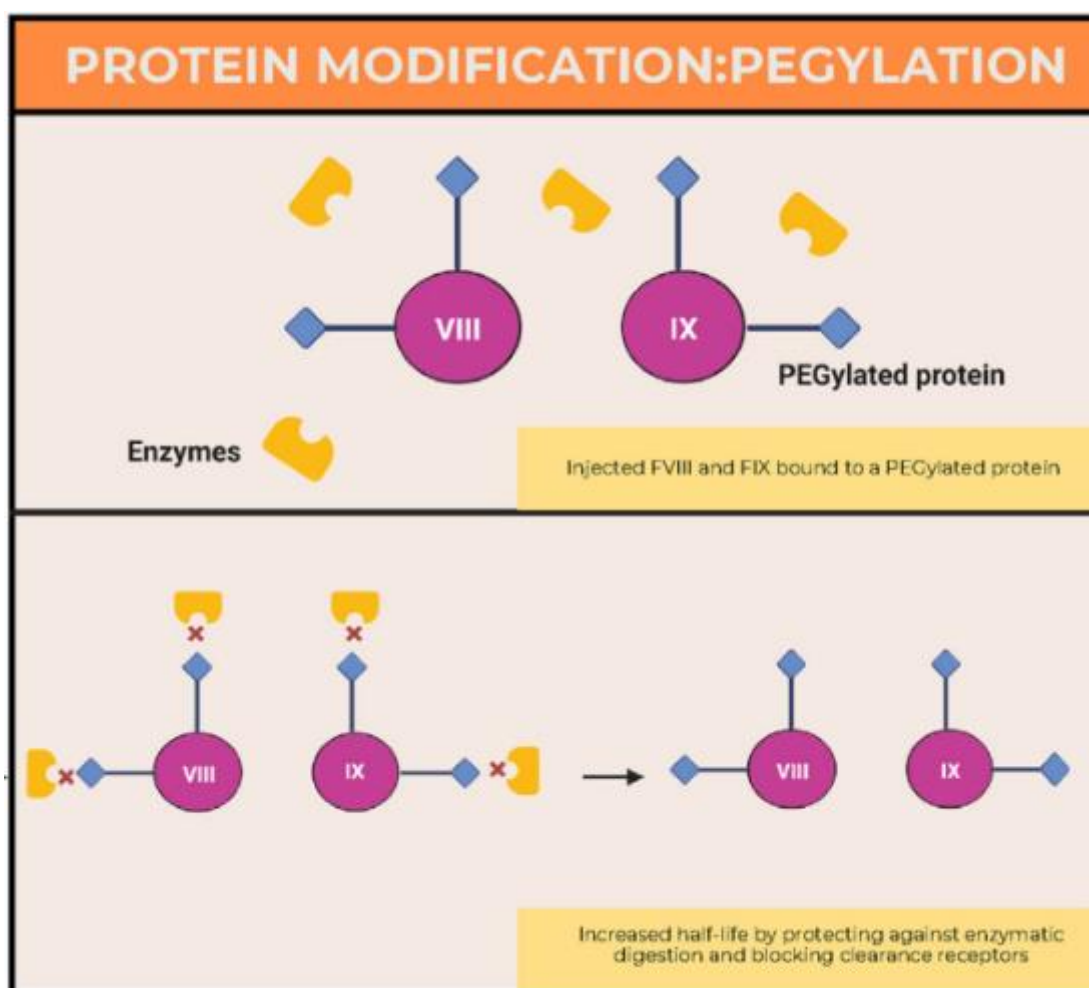 PROTEIN MODIFICATION:PEGYLATION
VIII
IX
PEGylated protein
Enzymes
Injected FVIII and FIX bound to a PEGylated protein
VIII
IX
VIII
IX
Increased half-life by protecting against enzymatic
digestion and blocking clearance receptors